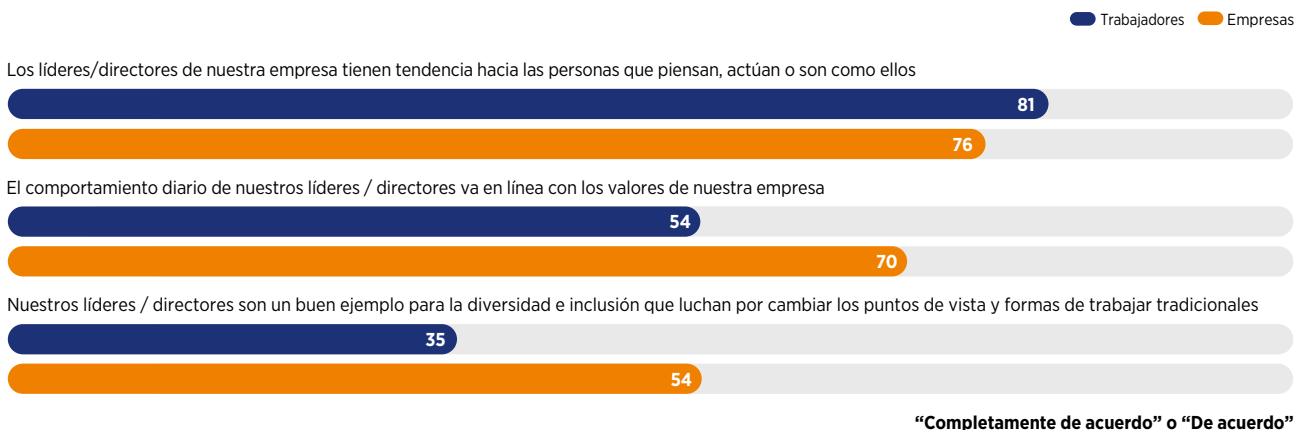 Trabajadores Empresas
Los líderes/directores de nuestra empresa tienen tendencia hacia las personas que piensan, actúan o son como ellos
81
76
El comportamiento diario de nuestros líderes / directores va en línea con los valores de nuestra empresa
54
70
Nuestros líderes / directores son un buen ejemplo para la diversidad e inclusión que luchan por cambiar los puntos de vista y formas de trabajar tradicionales
35
54
“Completamente de acuerdo” o “De acuerdo”